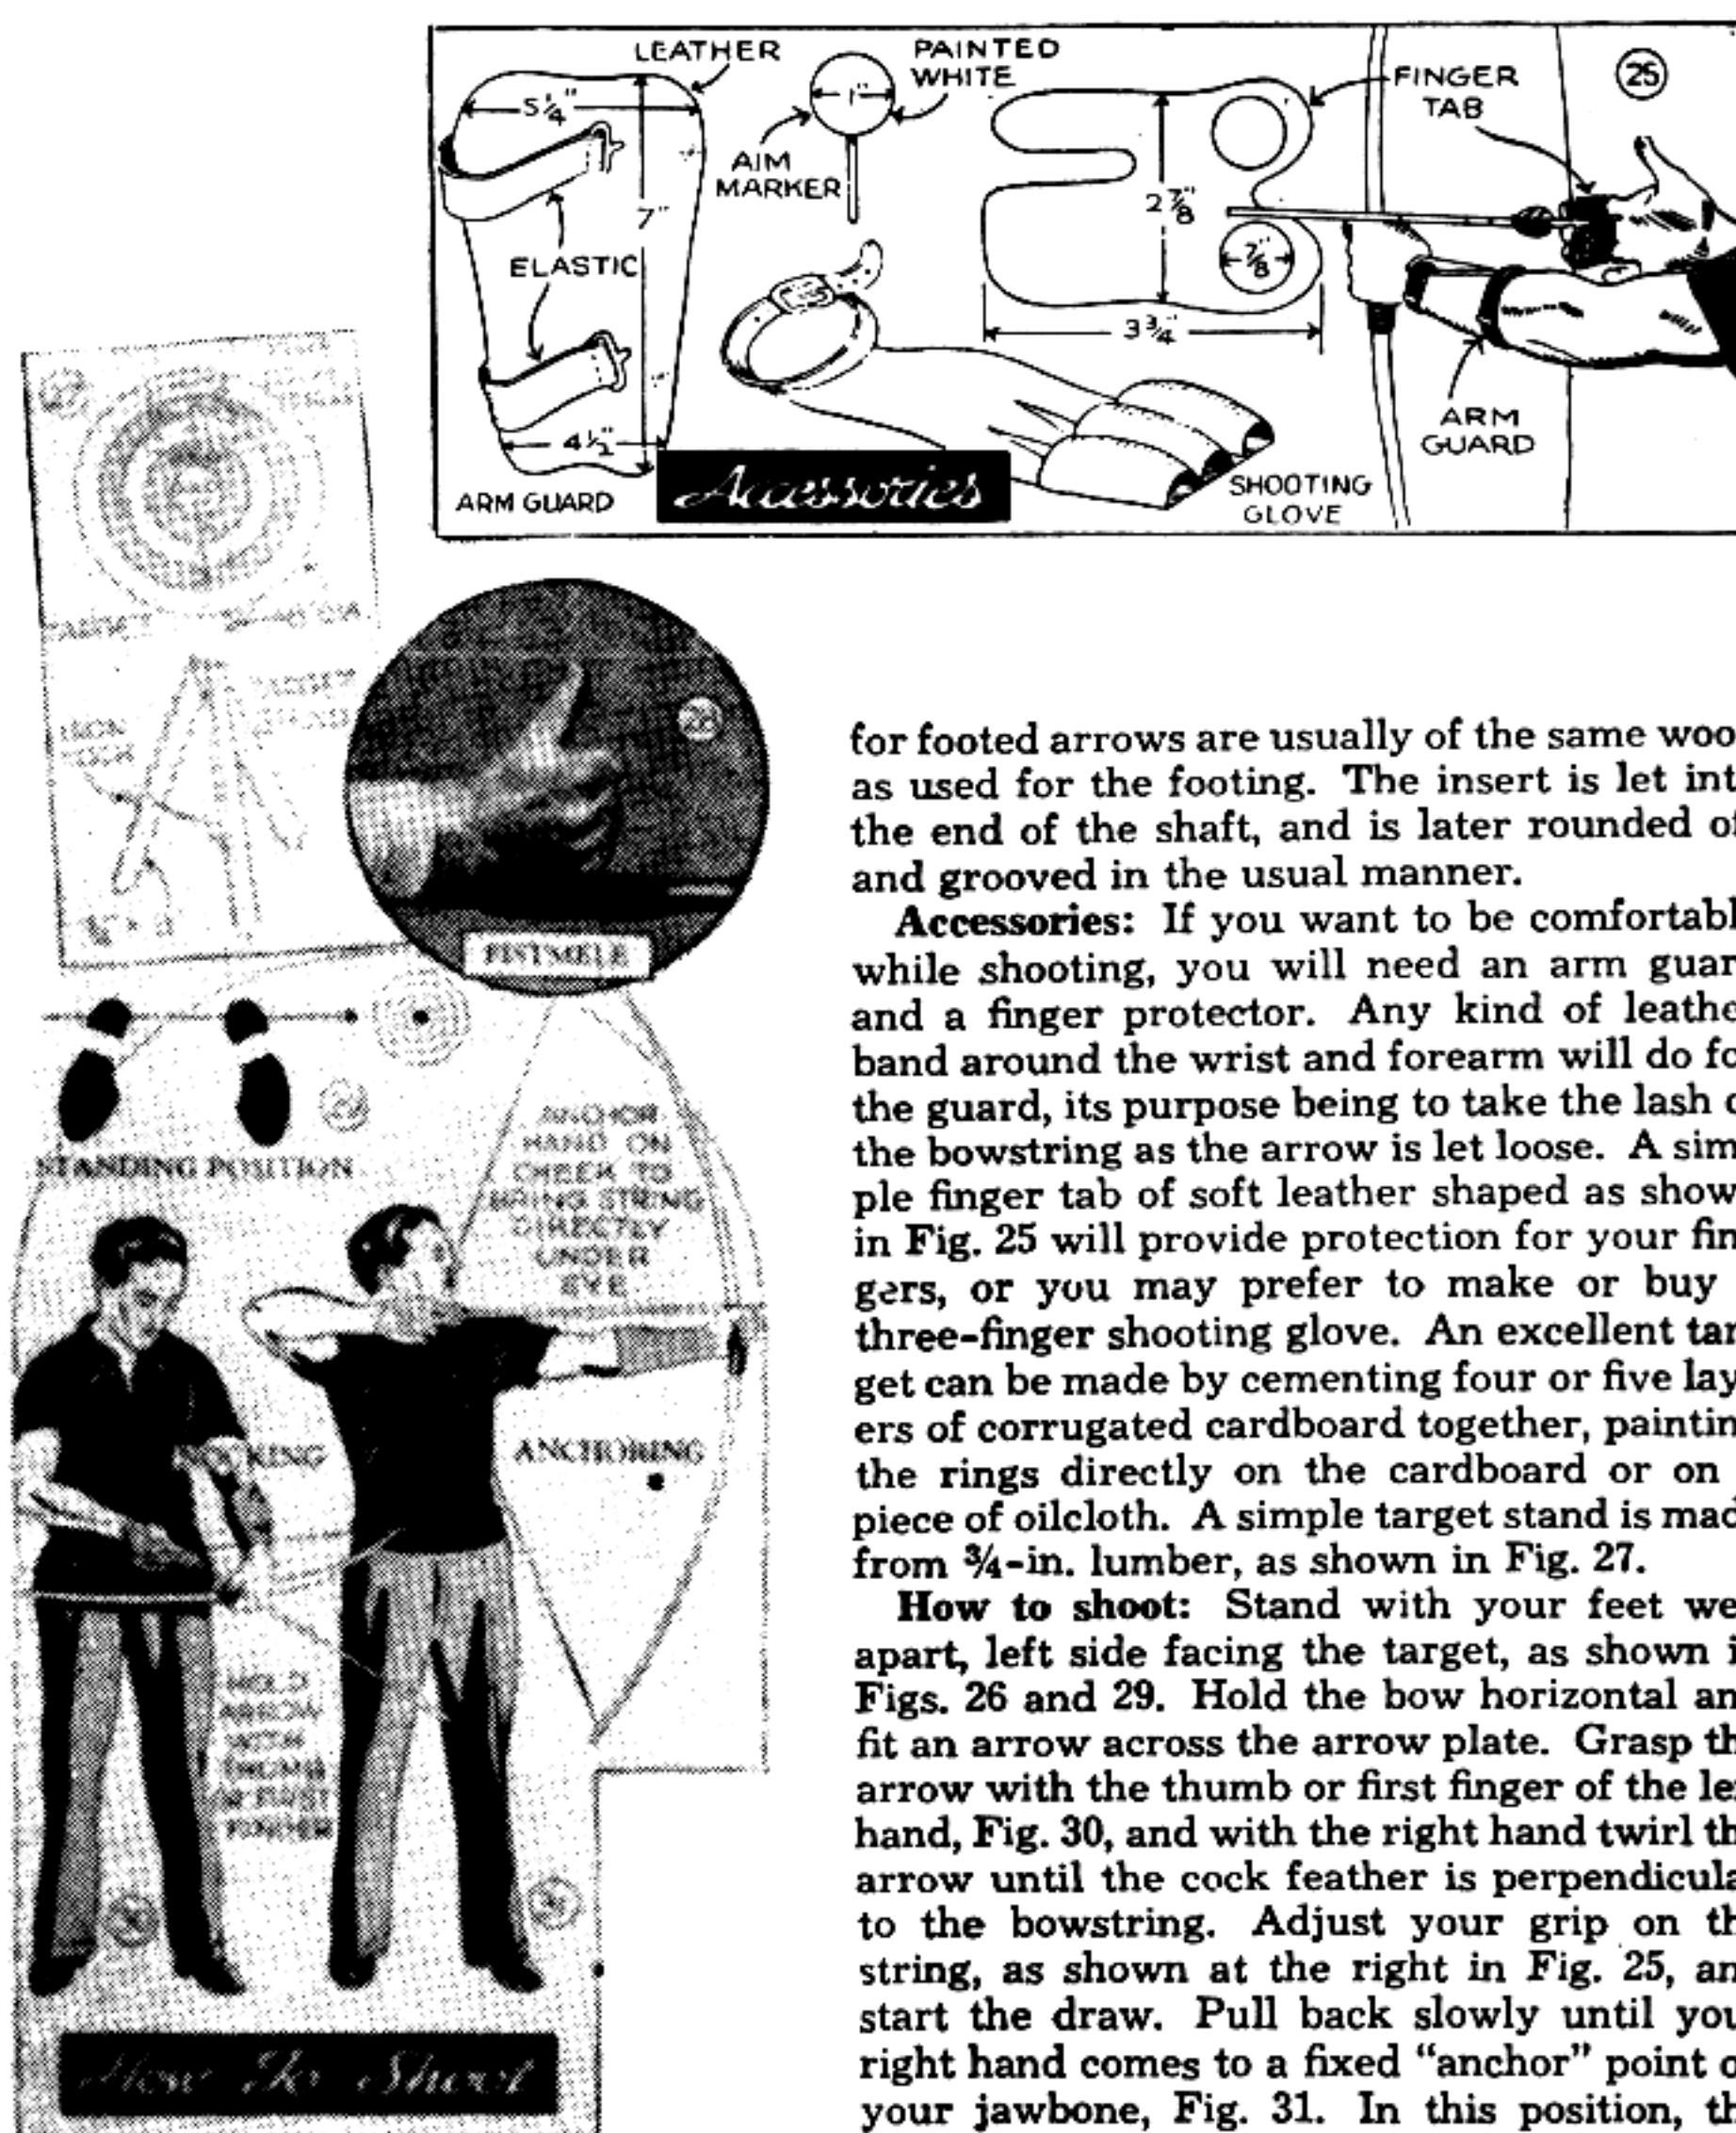 LEATHER
5¼"
7"
ELASTIC
4½"
ARM GUARD
1"
PAINTED
WHITE
AIM
MARKER
Accessories
2⅞"
⅞"
3¾"
FINGER
TAB
25
ARM
GUARD
SHOOTING
GLOVE
FISTMELE
STANDING POSITION
ANCHOR
HAND ON
CHEEK TO
BRING STRING
DIRECTLY
UNDER
EYE
ANCHORING
HOLD
ARROW
WITH
THUMB
FIRST
FINGER
How To Shoot
for footed arrows are usually of the same woo
as used for the footing. The insert is let int
the end of the shaft, and is later rounded of
and grooved in the usual manner.
Accessories: If you want to be comfortabl
while shooting, you will need an arm guar
and a finger protector. Any kind of leathe
band around the wrist and forearm will do fo
the guard, its purpose being to take the lash o
the bowstring as the arrow is let loose. A sim
ple finger tab of soft leather shaped as show
in Fig. 25 will provide protection for your fin
gers, or you may prefer to make or buy
three-finger shooting glove. An excellent tar
get can be made by cementing four or five lay
ers of corrugated cardboard together, paintin
the rings directly on the cardboard or on
piece of oilcloth. A simple target stand is mad
from ¾-in. lumber, as shown in Fig. 27.
How to shoot: Stand with your feet we
apart, left side facing the target, as shown i
Figs. 26 and 29. Hold the bow horizontal an
fit an arrow across the arrow plate. Grasp th
arrow with the thumb or first finger of the le
hand, Fig. 30, and with the right hand twirl th
arrow until the cock feather is perpendicula
to the bowstring. Adjust your grip on th
string, as shown at the right in Fig. 25, an
start the draw. Pull back slowly until you
right hand comes to a fixed "anchor" point o
your jawbone, Fig. 31. In this position, th